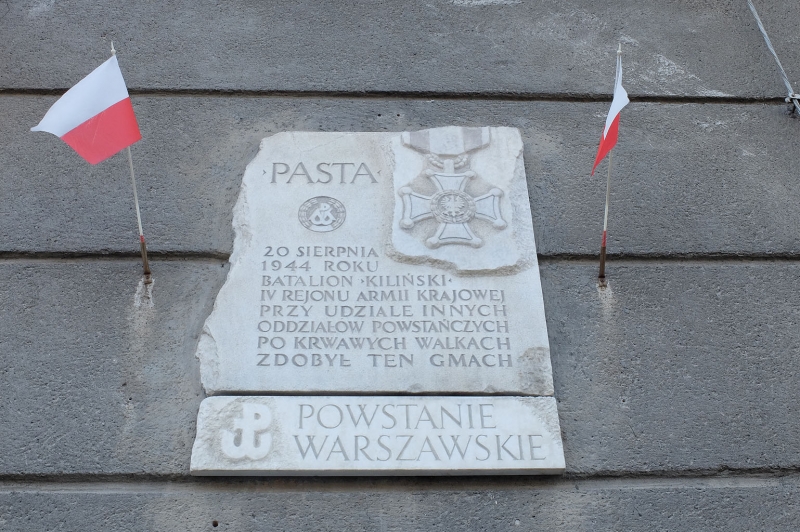 ·PASTA·
20 SIERPNIA
1944 ROKU
BATALION ·KILIŃSKI·
IV REJONU ARMII KRAJOWEJ
PRZY UDZIALE INNYCH
ODDZIAŁÓW POWSTAŃCZYCH
PO KRWAWYCH WALKACH
ZDOBYŁ TEN GMACH
POWSTANIE
WARSZAWSKIE